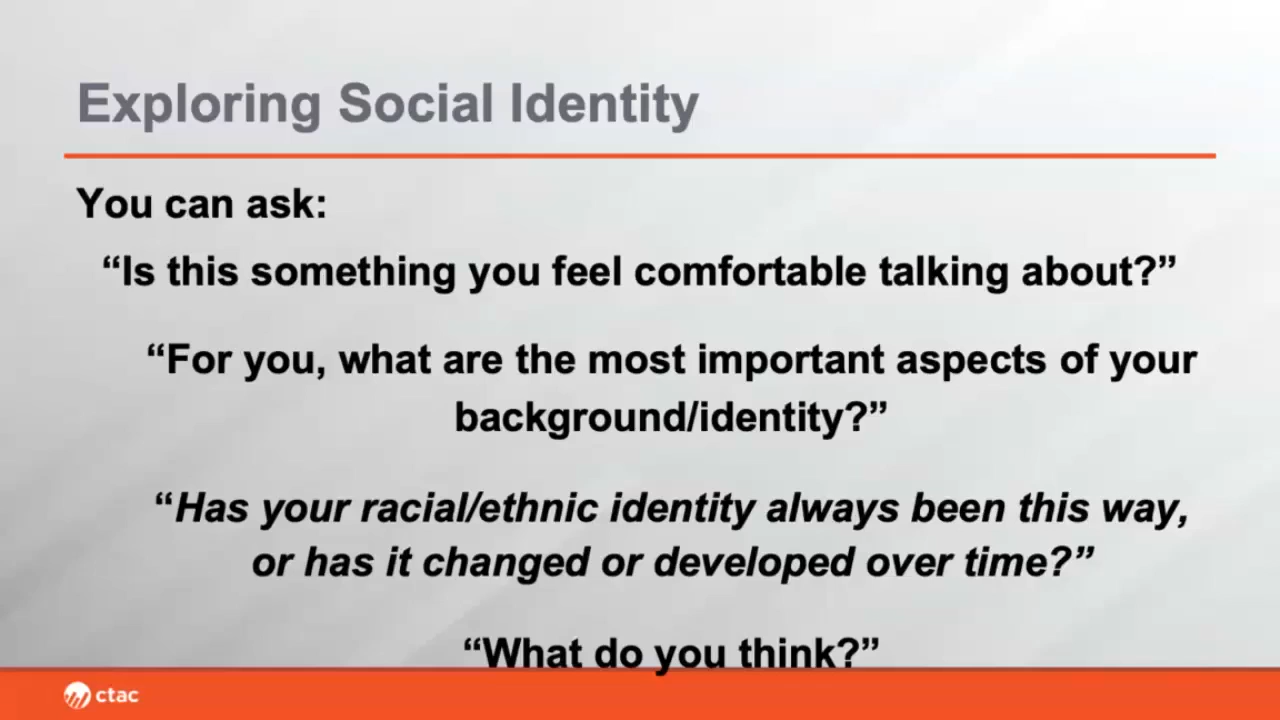 Exploring Social Identity
You can ask:
“Is this something you feel comfortable talking about?”
“For you, what are the most important aspects of your
background/identity?”
“Has your racial/ethnic identity always been this way,
or has it changed or developed over time?”
“What do you think?”
ctac